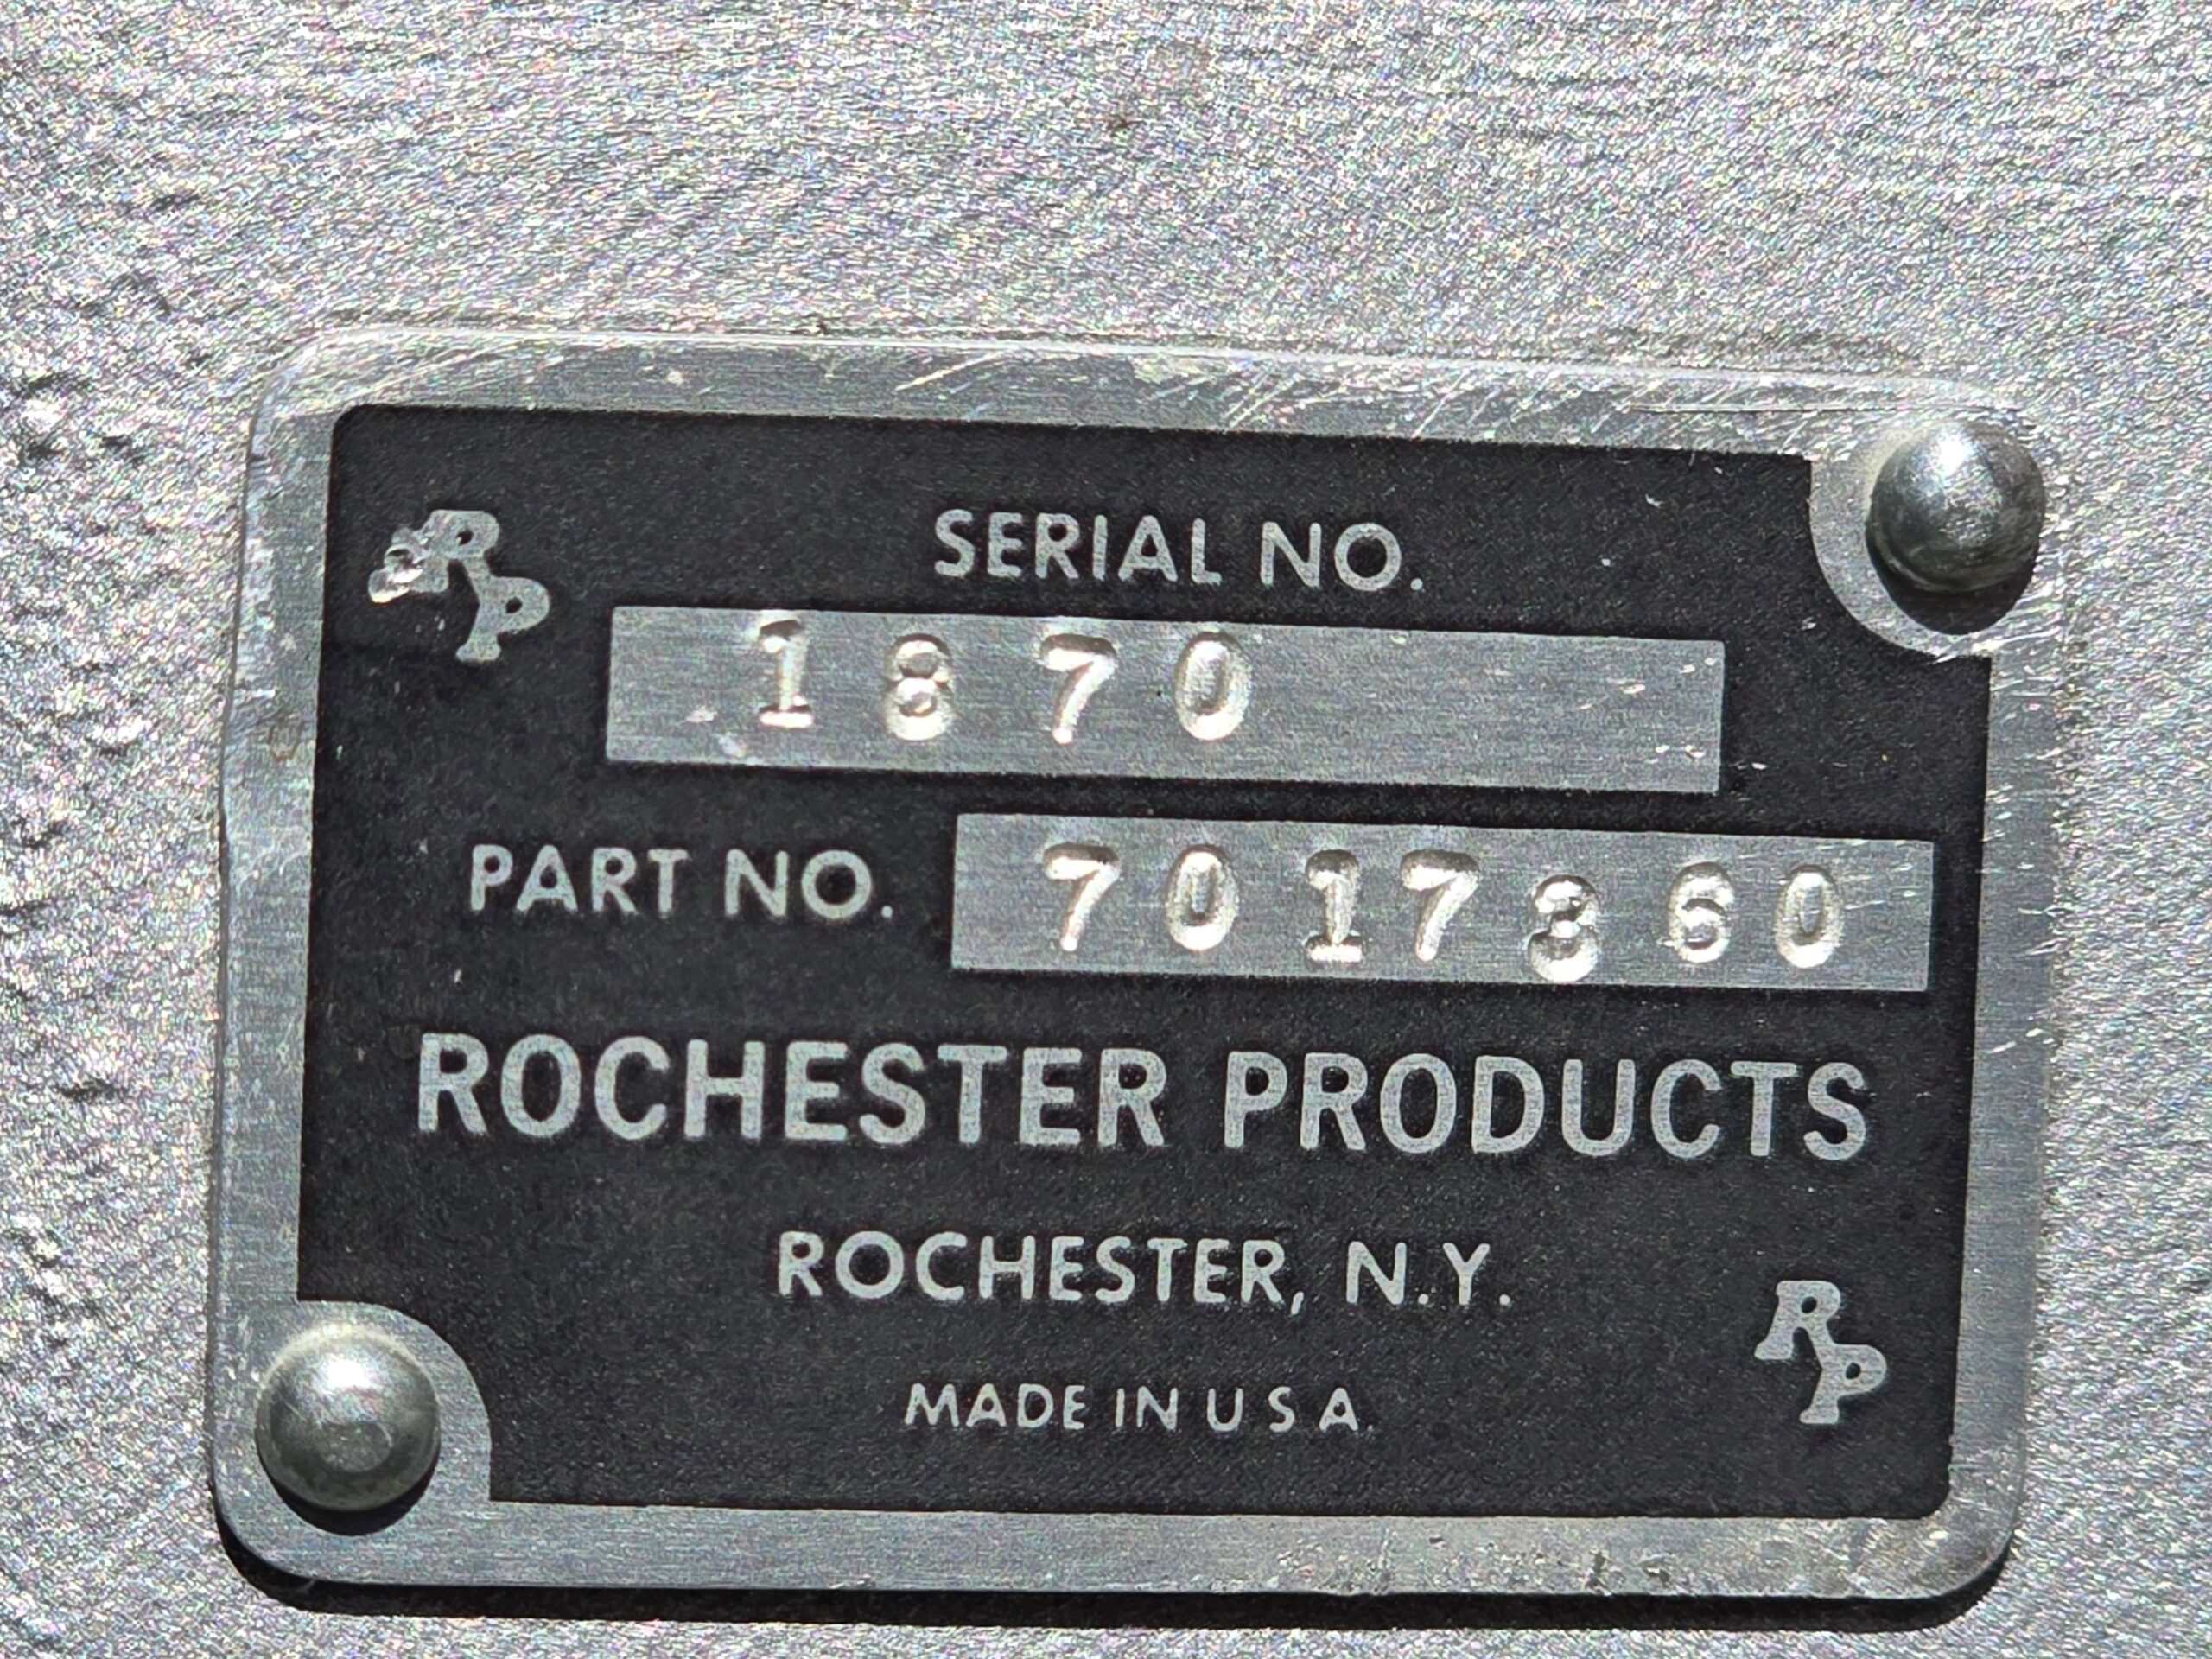 RP
SERIAL NO.
1870
PART NO. 7017360
ROCHESTER PRODUCTS
ROCHESTER, N.Y.
RP
MADE IN U S A.